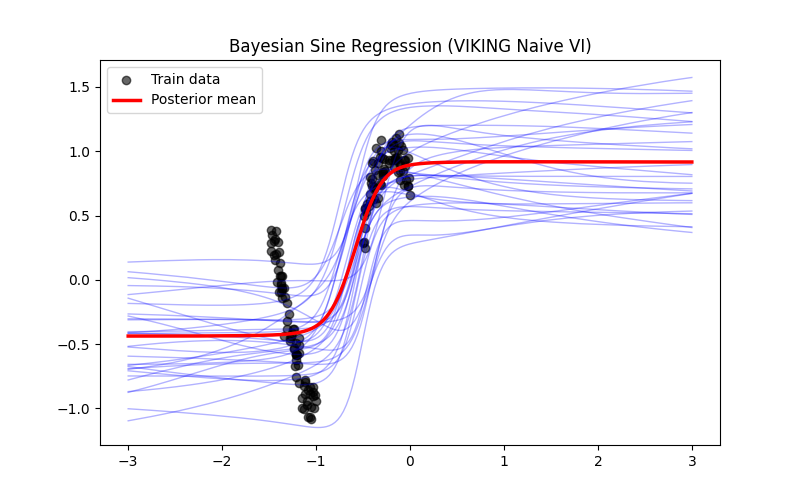 Bayesian Sine Regression (VIKING Naive VI)
Train data
Posterior mean
1.5
1.0
0.5
0.0
−0.5
−1.0
−3 −2 −1 0 1 2 3